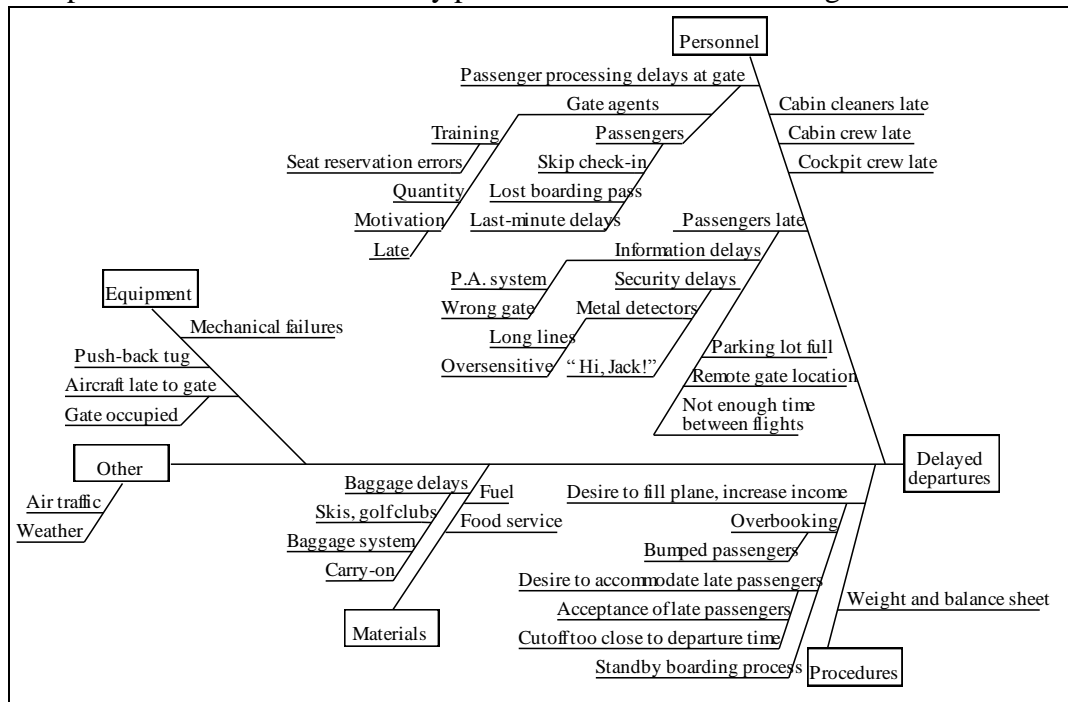 Personnel
Passenger processing delays at gate
Gate agents
Cabin cleaners late
Training
Passengers
Cabin crew late
Seat reservation errors
Skip check-in
Cockpit crew late
Quantity
Lost boarding pass
Motivation
Last-minute delays
Passengers late
Late
Information delays
P.A. system
Security delays
Equipment
Wrong gate
Metal detectors
Mechanical failures
Long lines
Parking lot full
Push-back tug
Oversensitive
“Hi, Jack!”
Remote gate location
Aircraft late to gate
Not enough time
between flights
Gate occupied
Other
Delayed
departures
Baggage delays
Fuel
Desire to fill plane, increase income
Air traffic
Skis, golf clubs
Food service
Overbooking
Weather
Baggage system
Bumped passengers
Carry-on
Desire to accommodate late passengers
Acceptance of late passengers
Weight and balance sheet
Materials
Cutoff too close to departure time
Standby boarding process
Procedures